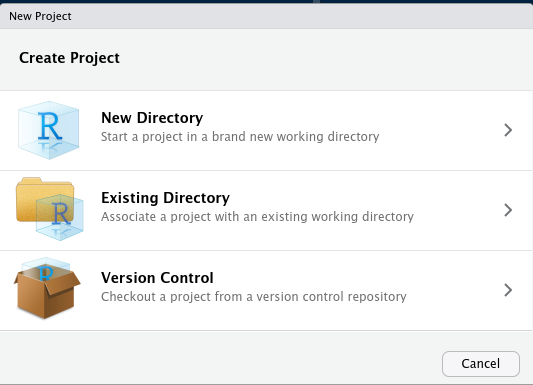 New Project
Create Project
R
New Directory
Start a project in a brand new working directory
R
Existing Directory
Associate a project with an existing working directory
R
Version Control
Checkout a project from a version control repository
Cancel